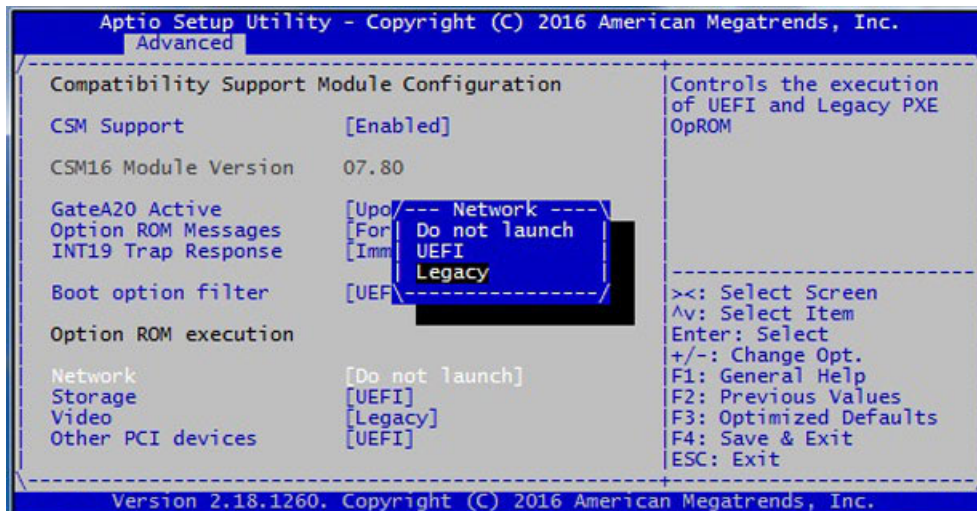 Aptio Setup Utility - Copyright (C) 2016 American Megatrends, Inc.
Advanced
Compatibility Support Module Configuration
CSM Support [Enabled]
CSM16 Module Version 07.80
GateA20 Active [Upo
Option ROM Messages [For
INT19 Trap Response [Imm
Boot option filter [UEF
Option ROM execution
Network [Do not launch]
Storage [UEFI]
Video [Legacy]
Other PCI devices [UEFI]
Network
Do not launch
UEFI
Legacy
Controls the execution
of UEFI and Legacy PXE
OpROM
><: Select Screen
^v: Select Item
Enter: Select
+/-: Change Opt.
F1: General Help
F2: Previous Values
F3: Optimized Defaults
F4: Save & Exit
ESC: Exit
Version 2.18.1260. Copyright (C) 2016 American Megatrends, Inc.